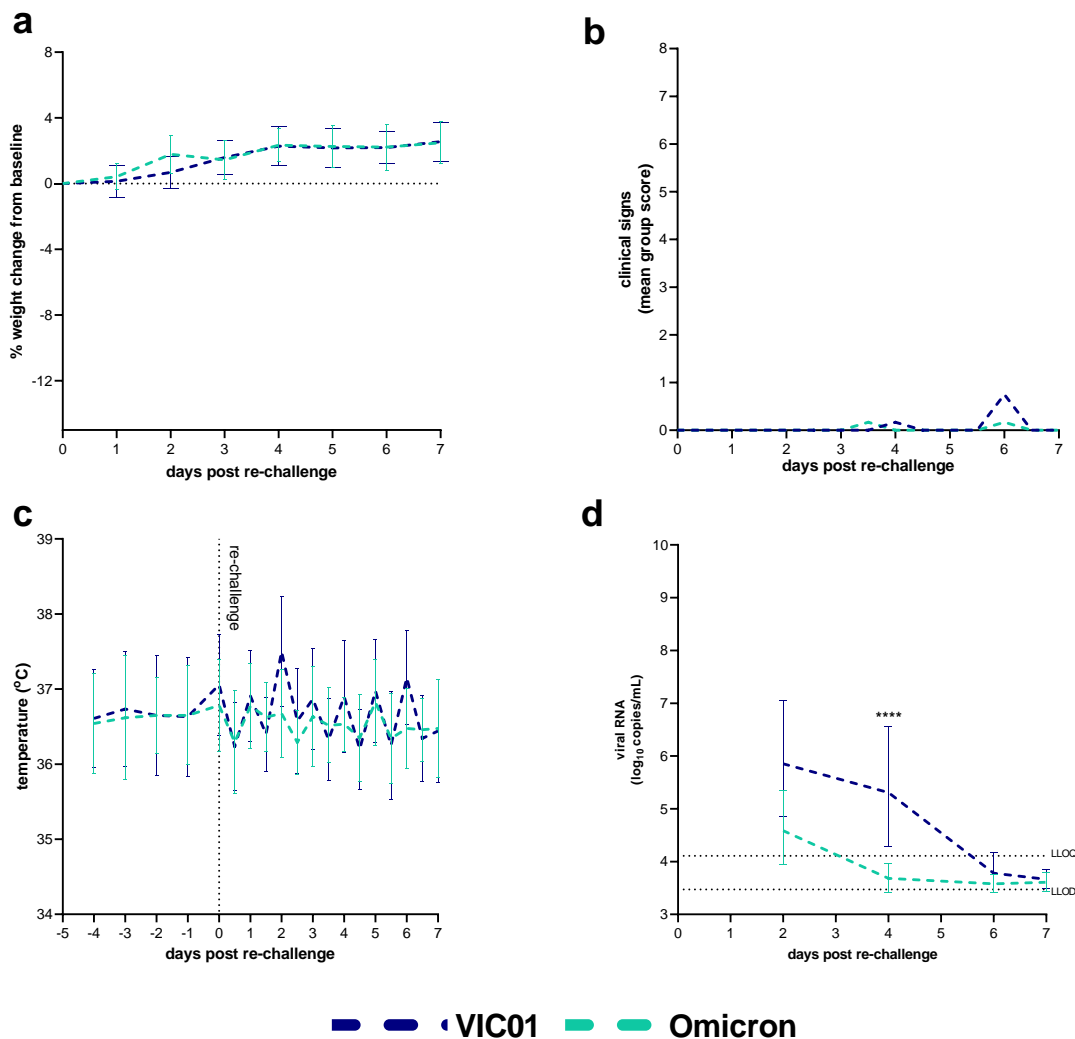 a
8
4
0
-4
-8
-12
% weight change from baseline
0 1 2 3 4 5 6 7
days post re-challenge
b
8
7
6
5
4
3
2
1
0
clinical signs
(mean group score)
0 1 2 3 4 5 6 7
days post re-challenge
c
39
38
37
36
35
34
temperature (°C)
re-challenge
-5 -4 -3 -2 -1 0 1 2 3 4 5 6 7
days post re-challenge
d
10
9
8
7
6
5
4
3
viral RNA
(log10 copies/mL)
****
LLOQ
LLOD
0 1 2 3 4 5 6 7
days post re-challenge
VIC01 Omicron